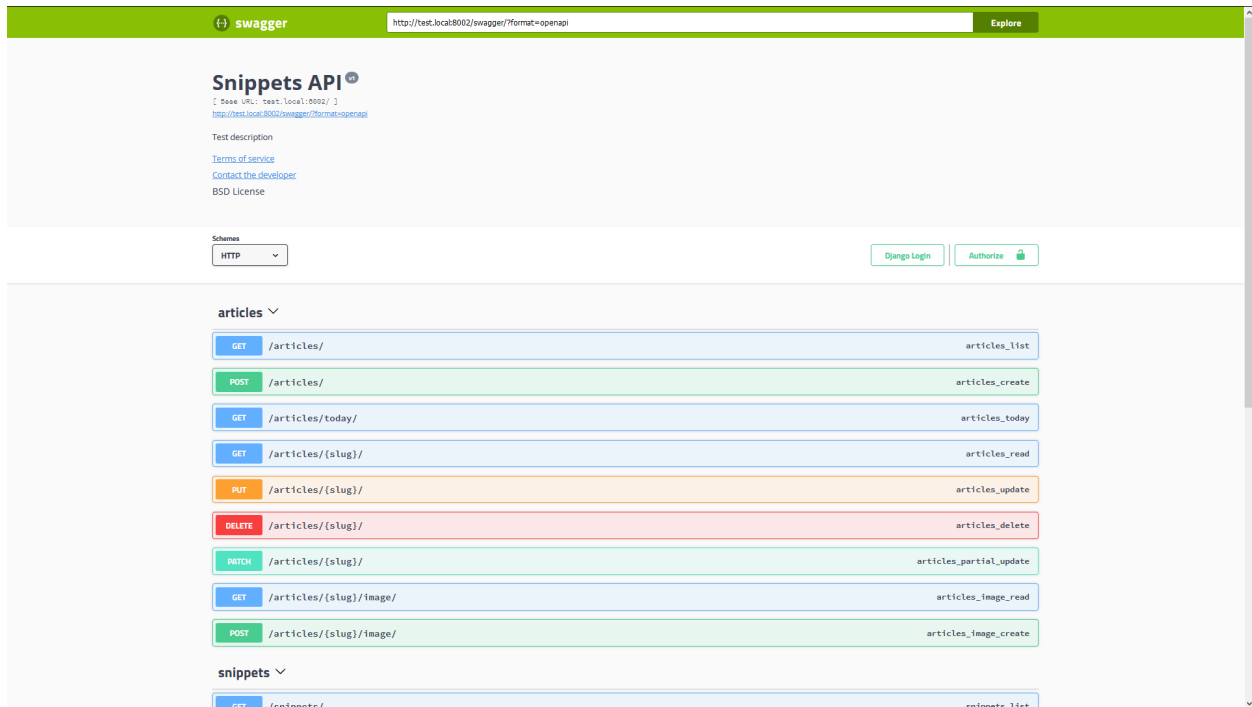 swagger http://test.local:8002/swagger/?format=openapi Explore
Snippets API v1
[ Base URL: test.local:8002/ ]
http://test.local:8002/swagger/?format=openapi
Test description
Terms of service
Contact the developer
BSD License
Schemes
HTTP Django Login Authorize
articles
GET /articles/ articles_list
POST /articles/ articles_create
GET /articles/today/ articles_today
GET /articles/{slug}/ articles_read
PUT /articles/{slug}/ articles_update
DELETE /articles/{slug}/ articles_delete
PATCH /articles/{slug}/ articles_partial_update
GET /articles/{slug}/image/ articles_image_read
POST /articles/{slug}/image/ articles_image_create
snippets
GET /snippets/ snippets_list